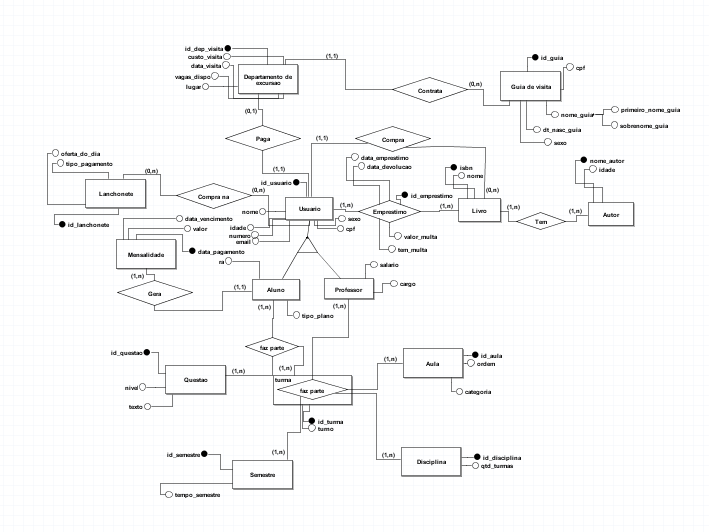 id_dep_visita
custo_visita
data_visita
vagas_dispo
lugar
Departamento de
excursao
(1,1)
Contrata
(0,n)
id_guia
cpf
Guia de visita
nome_guia
primeiro_nome_guia
sobrenome_guia
dt_nasc_guia
sexo
(0,1)
Paga
(1,1)
(1,1)
Compra
(0,n)
oferta_do_dia
tipo_pagamento
Lanchonete
id_lanchonete
(0,n)
Compra na
id_usuario
nome
Usuario
idade
numero
email
sexo
cpf
(1,n)
data_emprestimo
data_devolucao
id_emprestimo
Emprestimo
valor_multa
tem_multa
(1,n)
isbn
nome
Livro
(1,n)
Tem
(1,n)
nome_autor
idade
Autor
data_vencimento
valor
data_pagamento
Mensalidade
(1,n)
Gera
(1,1)
ra
Aluno
tipo_plano
(1,n)
salario
cargo
Professor
(1,n)
faz parte
(1,n)
turma
faz parte
id_turma
turno
id_questao
nivel
texto
Questao
(1,n)
(1,n)
Aula
id_aula
ordem
categoria
(1,n)
Disciplina
id_disciplina
qtd_turmas
id_semestre
Semestre
(1,n)
tempo_semestre